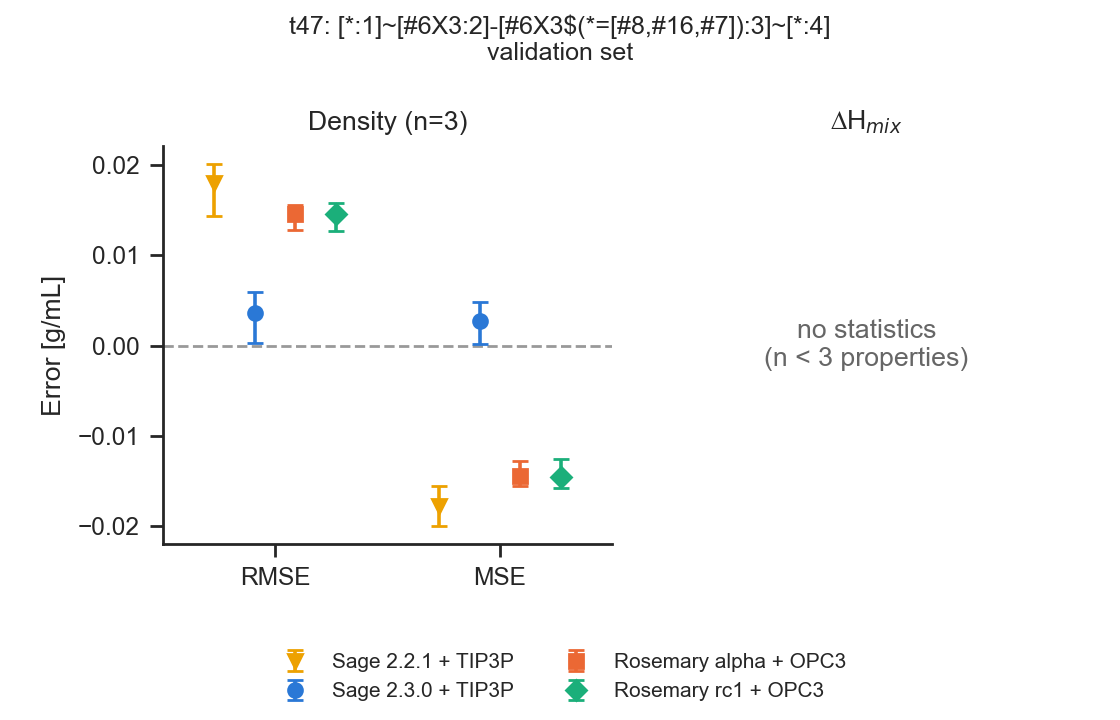 t47: [*:1]~[#6X3:2]-[#6X3$(*=[#8,#16,#7]):3]~[*:4]
validation set
Density (n=3)
ΔHmix
Error [g/mL]
0.02
0.01
0.00
−0.01
−0.02
RMSE
MSE
no statistics
(n < 3 properties)
Sage 2.2.1 + TIP3P
Sage 2.3.0 + TIP3P
Rosemary alpha + OPC3
Rosemary rc1 + OPC3